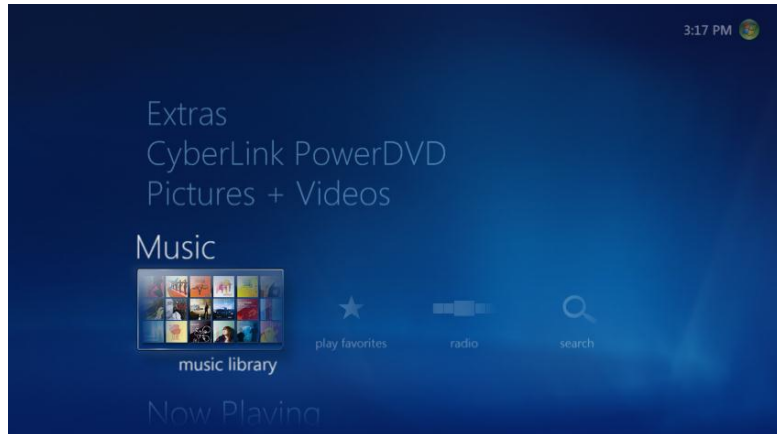 3:17 PM
Extras
CyberLink PowerDVD
Pictures + Videos
Music
play favorites
radio
search
music library
Now Playing